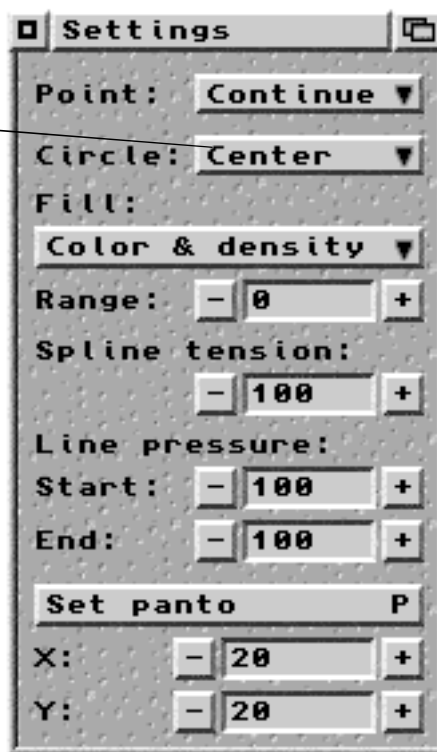 Settings
Point: Continue ▼
Circle: Center ▼
Fill:
Color & density ▼
Range: - 0 +
Spline tension:
- 100 +
Line pressure:
Start: - 100 +
End: - 100 +
Set panto P
X: - 20 +
Y: - 20 +